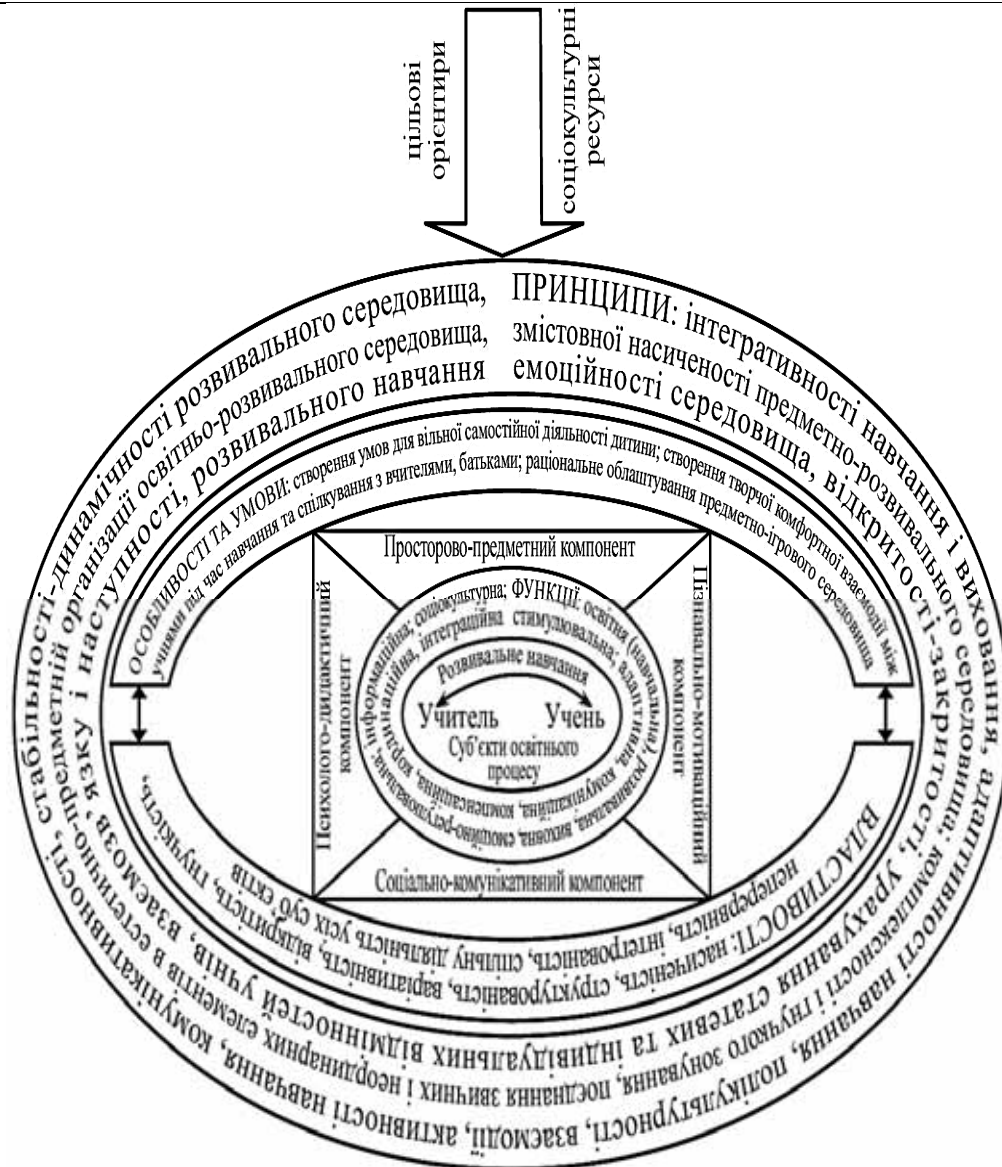 цільові
орієнтири
соціокультурні
ресурси
ПРИНЦИПИ: інтегративності навчання і виховання, адаптивності навчання, полікультурності, взаємодії, активності навчання, комунікативності, стабільності-динамічності розвивального середовища,
змістовної насиченості предметно-розвивального середовища; комплексності і гнучкого зонування, поєднання звичних і неординарних елементів в естетично-предметній організації освітньо-розвивального середовища,
емоційності середовища, відкритості-закритості, урахування статевих та індивідуальних відмінностей учнів, взаємозв’язку і наступності, розвивального навчання
ОСОБЛИВОСТІ ТА УМОВИ: створення умов для вільної самостійної діяльності дитини; створення творчої комфортної взаємодії між
учнями під час навчання та спілкування з вчителями, батьками; раціональне облаштування предметно-ігрового середовища
Просторово-предметний компонент
Психолого-дидактичний
компонент
Пізнавально-мотиваційний
компонент
ФУНКЦІЇ: освітня (навчальна), розвивальна, виховна, емоційно-регулювальна; інформаційна; соціокультурна;
стимулювальна, адаптивна, комунікаційна, компенсаційна, кординаційна, інтеграційна
Розвивальне навчання
Учитель Учень
Суб’єкти освітнього
процесу
Соціально-комунікативний компонент
ВЛАСТИВОСТІ: насиченість, структурованість, варіативність, відкритість, гнучкість,
неперервність, інтегрованість, спільну діяльність усіх суб’єктів